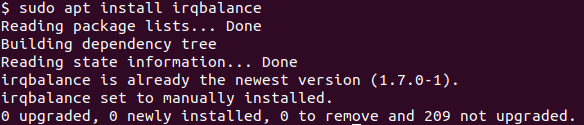 $ sudo apt install irqbalance
Reading package lists... Done
Building dependency tree
Reading state information... Done
irqbalance is already the newest version (1.7.0-1).
irqbalance set to manually installed.
0 upgraded, 0 newly installed, 0 to remove and 209 not upgraded.